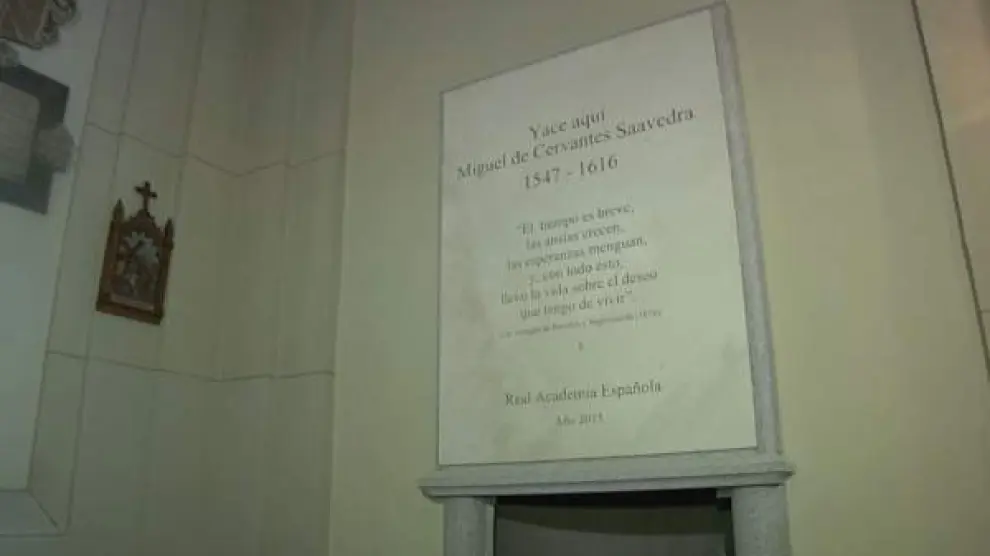 Yace aquí
Miguel de Cervantes Saavedra
1547 - 1616
"El tiempo es breve,
las ansias crecen,
las esperanzas menguan,
y, con todo esto,
llevo la vida sobre el deseo
que tengo de vivir".
Real Academia Española
Año 2015